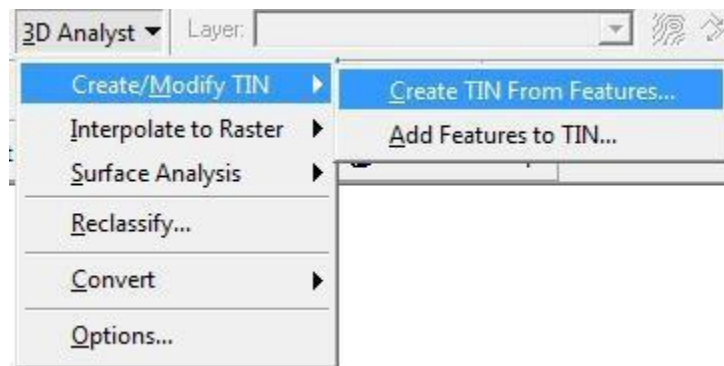 3D Analyst Layer:
Create/Modify TIN
Create TIN From Features...
Interpolate to Raster
Add Features to TIN...
Surface Analysis
Reclassify...
Convert
Options...